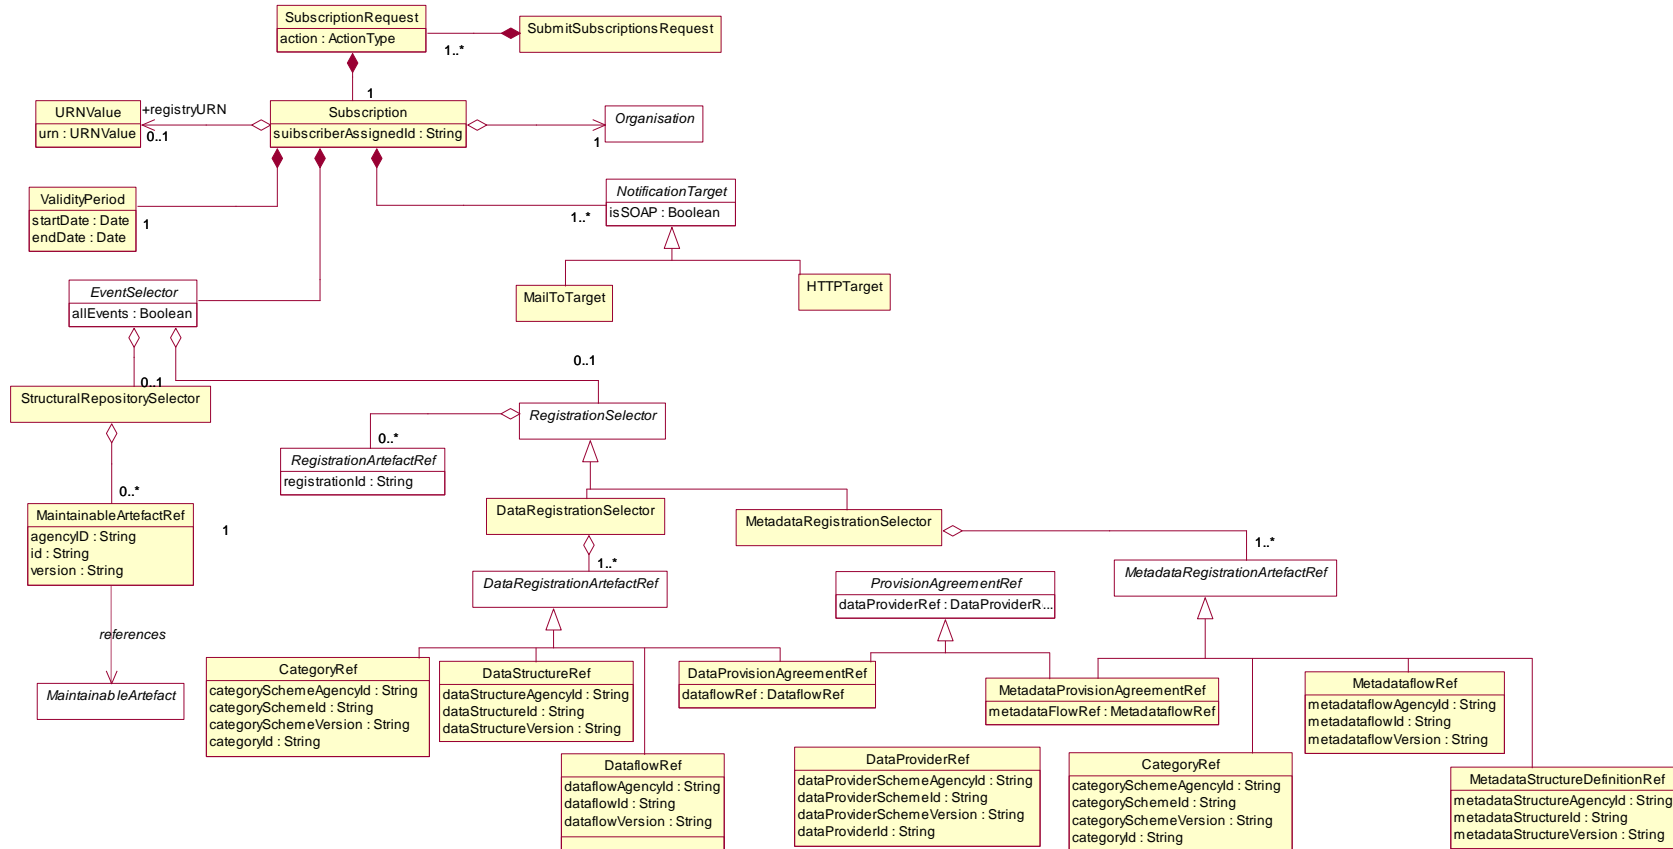 SubscriptionRequest
action : ActionType
1..*
SubmitSubscriptionsRequest
1
URNValue
urn : URNValue
+registryURN
0..1
Subscription
suibscriberAssignedId : String
Organisation
1
ValidityPeriod
startDate : Date
endDate : Date
1
NotificationTarget
isSOAP : Boolean
1..*
MailToTarget
HTTPTarget
EventSelector
allEvents : Boolean
0..1
0..1
StructuralRepositorySelector
RegistrationSelector
0..*
RegistrationArtefactRef
registrationId : String
0..*
MaintainableArtefactRef
agencyID : String
id : String
version : String
1
references
MaintainableArtefact
DataRegistrationSelector
MetadataRegistrationSelector
1..*
1..*
DataRegistrationArtefactRef
ProvisionAgreementRef
dataProviderRef : DataProviderR...
MetadataRegistrationArtefactRef
CategoryRef
categorySchemeAgencyId : String
categorySchemeId : String
categorySchemeVersion : String
categoryId : String
DataStructureRef
dataStructureAgencyId : String
dataStructureId : String
dataStructureVersion : String
DataProvisionAgreementRef
dataflowRef : DataflowRef
MetadataProvisionAgreementRef
metadataFlowRef : MetadataflowRef
MetadataflowRef
metadataflowAgencyId : String
metadataflowId : String
metadataflowVersion : String
DataflowRef
dataflowAgencyId : String
dataflowId : String
dataflowVersion : String
DataProviderRef
dataProviderSchemeAgencyId : String
dataProviderSchemeId : String
dataProviderSchemeVersion : String
dataProviderId : String
CategoryRef
categorySchemeAgencyId : String
categorySchemeId : String
categorySchemeVersion : String
categoryId : String
MetadataStructureDefinitionRef
metadataStructureAgencyId : String
metadataStructureId : String
metadataStructureVersion : String